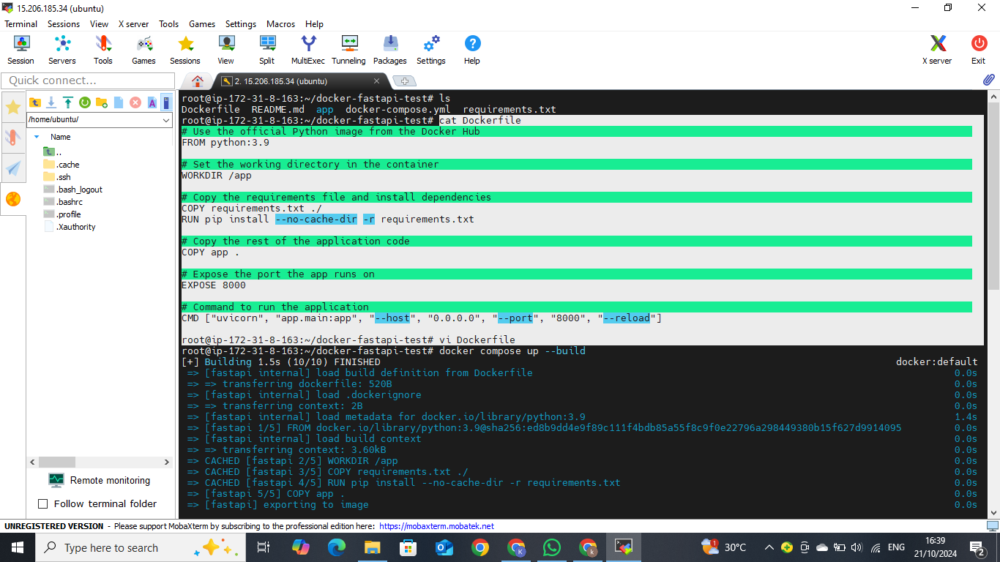 15.206.185.34 (ubuntu)
Terminal Sessions View X server Tools Games Settings Macros Help
Session Servers Tools Games Sessions View Split MultiExec Tunneling Packages Settings Help X server Exit
Quick connect...
2. 15.206.185.34 (ubuntu)
/home/ubuntu/
Name
..
.cache
.ssh
.bash_logout
.bashrc
.profile
.Xauthority
Remote monitoring
Follow terminal folder
root@ip-172-31-8-163:~/docker-fastapi-test# ls
Dockerfile README.md app docker-compose.yml requirements.txt
root@ip-172-31-8-163:~/docker-fastapi-test# cat Dockerfile
# Use the official Python image from the Docker Hub
FROM python:3.9
# Set the working directory in the container
WORKDIR /app
# Copy the requirements file and install dependencies
COPY requirements.txt ./
RUN pip install --no-cache-dir -r requirements.txt
# Copy the rest of the application code
COPY app .
# Expose the port the app runs on
EXPOSE 8000
# Command to run the application
CMD ["uvicorn", "app.main:app", "--host", "0.0.0.0", "--port", "8000", "--reload"]
root@ip-172-31-8-163:~/docker-fastapi-test# vi Dockerfile
root@ip-172-31-8-163:~/docker-fastapi-test# docker compose up --build
[+] Building 1.5s (10/10) FINISHED docker:default
=> [fastapi internal] load build definition from Dockerfile 0.0s
=> => transferring dockerfile: 520B 0.0s
=> [fastapi internal] load .dockerignore 0.0s
=> => transferring context: 2B 0.0s
=> [fastapi internal] load metadata for docker.io/library/python:3.9 1.4s
=> [fastapi 1/5] FROM docker.io/library/python:3.9@sha256:ed8b9dd4e9f89c111f4bdb85a55f8c9f0e22796a298449380b15f627d9914095 0.0s
=> [fastapi internal] load build context 0.0s
=> => transferring context: 3.60kB 0.0s
=> CACHED [fastapi 2/5] WORKDIR /app 0.0s
=> CACHED [fastapi 3/5] COPY requirements.txt ./ 0.0s
=> CACHED [fastapi 4/5] RUN pip install --no-cache-dir -r requirements.txt 0.0s
=> [fastapi 5/5] COPY app . 0.0s
=> [fastapi] exporting to image 0.0s
UNREGISTERED VERSION - Please support MobaXterm by subscribing to the professional edition here: https://mobaxterm.mobatek.net
Type here to search
1
30°C
ENG
16:39
21/10/2024
2